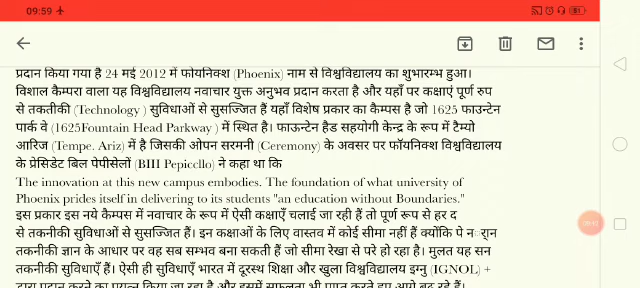 09:59
प्रदान किया गया है 24 मई 2012 में फोयनिक्श (Phoenix) नाम से विश्वविद्यालय का शुभारम्भ हुआ।
विशाल कैम्परा वाला यह विश्वविद्यालय नवाचार युक्त अनुभव प्रदान करता है और यहाँ पर कक्षाएं पूर्ण रुप
से तकतीकी (Technology ) सुविधाओं से सुसस्जित हैं यहाँ विशेष प्रकार का कैम्पस है जो 1625 फाउन्टेन
पार्क वे (1625Fountain Head Parkway ) में स्थित है। फाऊन्टेन हैड सहयोगी केन्द्र के रूप में टैम्यो
आरिज (Tempe. Ariz) में है जिसकी ओपन सरयनी (Ceremony) के अवसर पर फॉयनिक्श विश्वविद्यालय
के प्रेसिडेट बिल पेपीसेलों (BIII Pepicclo) ने कहा था कि
The innovation at this new campus embodies. The foundation of what university of
Phoenix prides itself in delivering to its students "an education without Boundaries."
इस प्रकार इस नये कैम्पस में नवाचार के रूप में ऐसी कक्षाएँ चलाई जा रही हैं तो पूर्ण रूप से हर द
से तकनीकी सुविधाओं से सुसज्जित हैं। इन कक्षाओं के लिए वास्तव में कोई सीमा नहीं हैं क्योंकि पे
तकनीकी ज्ञान के आधार पर वह सब सम्भव बना सकती हैं जो सीमा रेखा से परे हो रहा है। मुलत यह सन
तकनीकी सुविधाएँ हैं। ऐसी ही सुविधाएँ भारत में दूरस्थ शिक्षा और खुला विश्वविद्यालय इग्नु (IGNOL) +